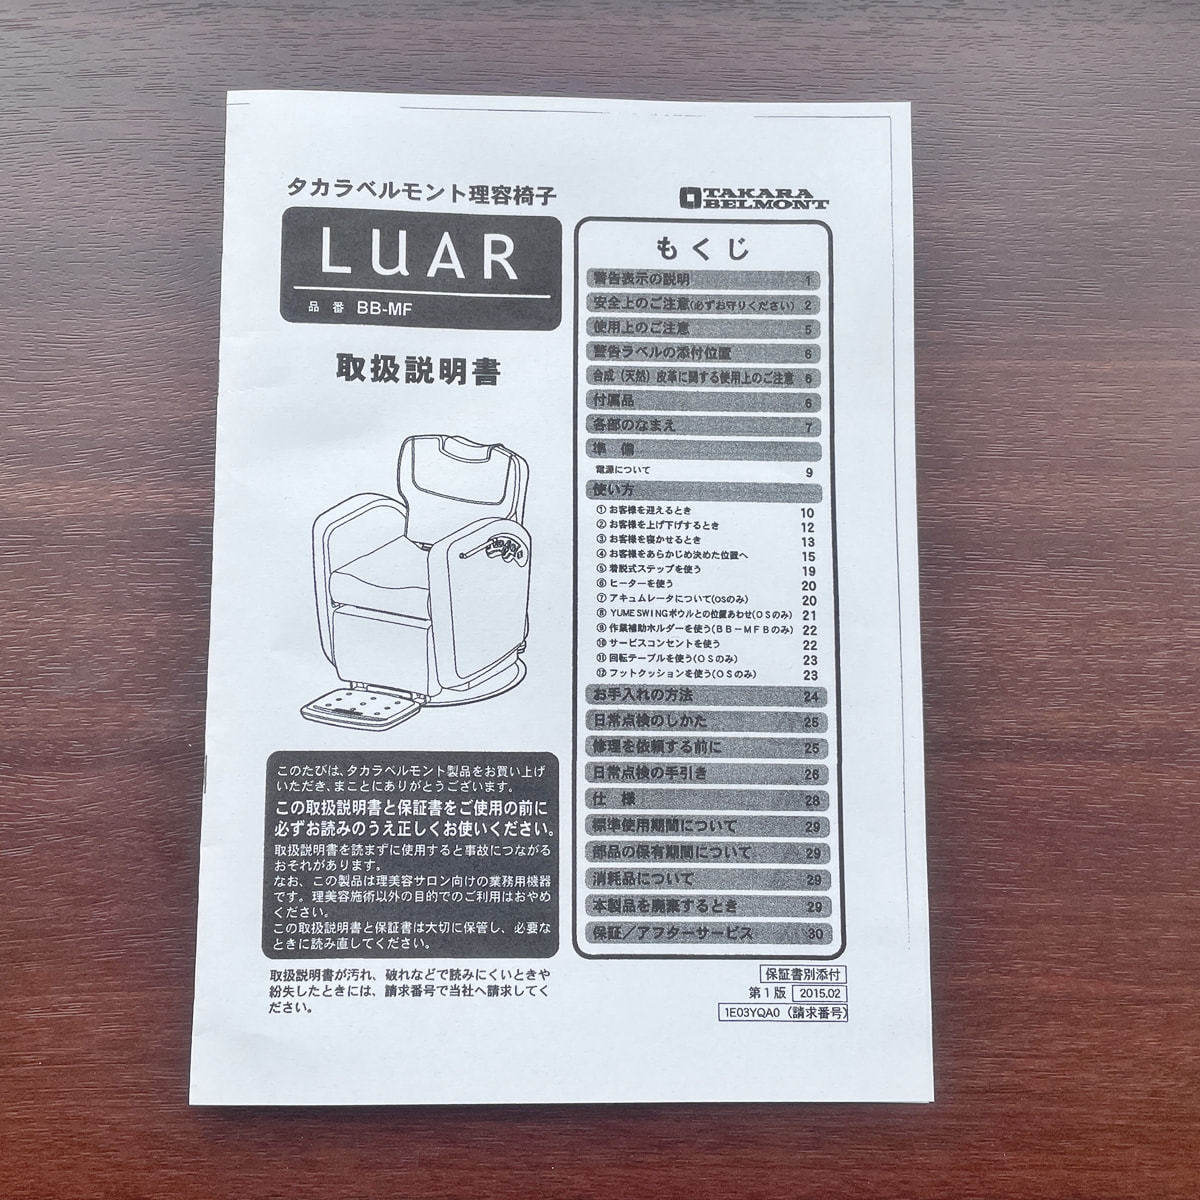 タカラベルモント理容椅子
LUAR
品番 BB-MF
取扱説明書
このたびは、タカラベルモント製品をお買い上げ
いただき、まことにありがとうございます。
この取扱説明書と保証書をご使用の前に
必ずお読みのうえ正しくお使いください。
取扱説明書を読まずに使用すると事故につながる
おそれがあります。
なお、この製品は理美容サロン向けの業務用機器
です。理美容施術以外の目的でのご利用はおやめ
ください。
この取扱説明書と保証書は大切に保管し、必要な
ときに読み直してください。
取扱説明書が汚れ、破れなどで読みにくいときや
紛失したときには、請求番号で当社へ請求してく
ださい。
TAKARA
BELMONT
もくじ
警告表示の説明 1
安全上のご注意(必ずお守りください) 2
使用上のご注意 5
警告ラベルの添付位置 6
合成(天然)皮革に関する使用上のご注意 6
付属品 6
各部のなまえ 7
準備
電源について 9
使い方
①お客様を迎えるとき 10
②お客様を上げ下げするとき 12
③お客様を寝かせるとき 13
④お客様をあらかじめ決めた位置へ 15
⑤着脱式ステップを使う 19
⑥ヒーターを使う 20
⑦アキュムレータについて(OSのみ) 20
⑧YUME SWINGボウルとの位置あわせ(OSのみ) 21
⑨作業補助ホルダーを使う(BB-MFBのみ) 22
⑩サービスコンセントを使う 22
⑪回転テーブルを使う(OSのみ) 23
⑫フットクッションを使う(OSのみ) 23
お手入れの方法 24
日常点検のしかた 25
修理を依頼する前に 25
日常点検の手引き 26
仕様 28
標準使用期間について 29
部品の保有期間について 29
消耗品について 29
本製品を廃棄するとき 29
保証/アフターサービス 30
保証書別添付
第1版 2015.02
1E03YQA0(請求番号)